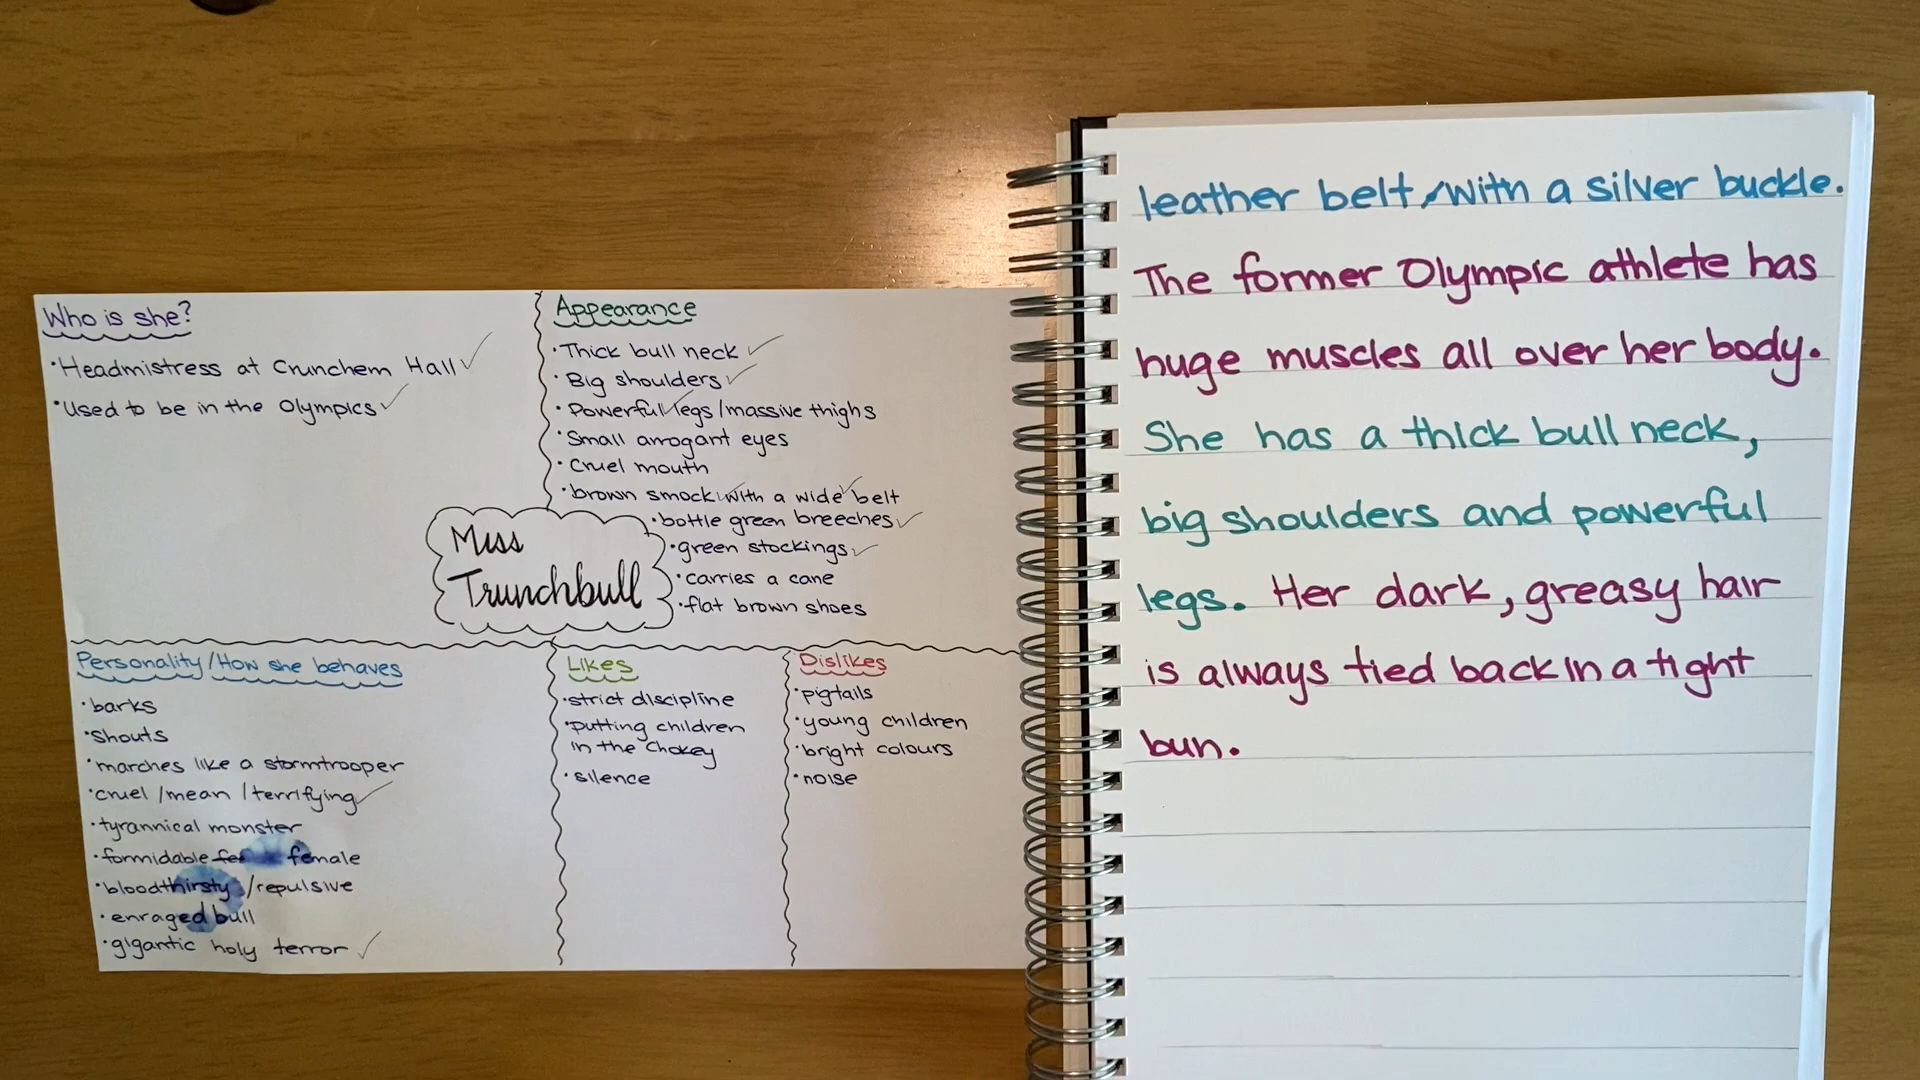 Who is she?
·Headmistress at Crunchem Hall ✓
·Used to be in the Olympics ✓
Appearance
·Thick bull neck ✓
·Big shoulders ✓
·Powerful legs/massive thighs
·Small arrogant eyes
·Cruel mouth
·brown smock with a wide belt
·bottle green breeches ✓
·green stockings ✓
·carries a cane
·flat brown shoes
Miss
Trunchbull
Personality/How she behaves
·barks
·shouts
·marches like a stormtrooper
·cruel/mean/terrifying ✓
·tyrannical monster
·formidable female
·bloodthirsty/repulsive
·enraged bull
·gigantic holy terror ✓
Likes
·strict discipline
·putting children
in the Chokey
·silence
Dislikes
·pigtails
·young children
·bright colours
·noise
leather belt, with a silver buckle.
The former Olympic athlete has
huge muscles all over her body.
She has a thick bull neck,
big shoulders and powerful
legs. Her dark, greasy hair
is always tied back in a tight
bun.